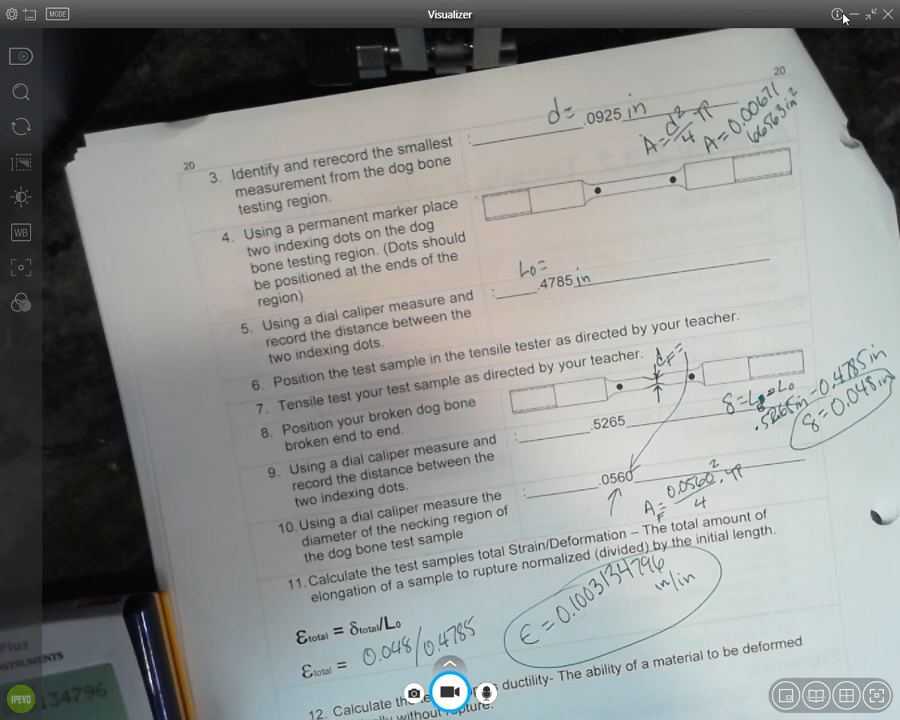 MODE
Visualizer
WB
20
20
3. Identify and rerecord the smallest
measurement from the dog bone
testing region.
: d= .0925 in
A= d²/4 π
A= 0.00671
66563in²
4. Using a permanent marker place
two indexing dots on the dog
bone testing region. (Dots should
be positioned at the ends of the
region)
5. Using a dial caliper measure and
record the distance between the
two indexing dots.
: L₀= .4785 in
6. Position the test sample in the tensile tester as directed by your teacher.
7. Tensile test your test sample as directed by your teacher.
8. Position your broken dog bone
broken end to end.
dF=
9. Using a dial caliper measure and
record the distance between the
two indexing dots.
: .5265
.5265in-0.4785in
δ=0.048in
10. Using a dial caliper measure the
diameter of the necking region of
the dog bone test sample
: .0560
AF= 0.0560²·π
4
11. Calculate the test samples total Strain/Deformation – The total amount of
elongation of a sample to rupture normalized (divided) by the initial length.
εtotal = δtotal/L₀
εtotal = 0.048/0.4785
ε=0.1003134796
in/in
12. Calculate the ductility- The ability of a material to be deformed
without rupture.
134796
IPEVO